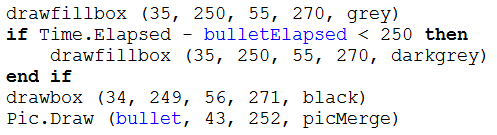 drawfillbox (35, 250, 55, 270, grey)
if Time.Elapsed - bulletElapsed < 250 then
    drawfillbox (35, 250, 55, 270, darkgrey)
end if
drawbox (34, 249, 56, 271, black)
Pic.Draw (bullet, 43, 252, picMerge)